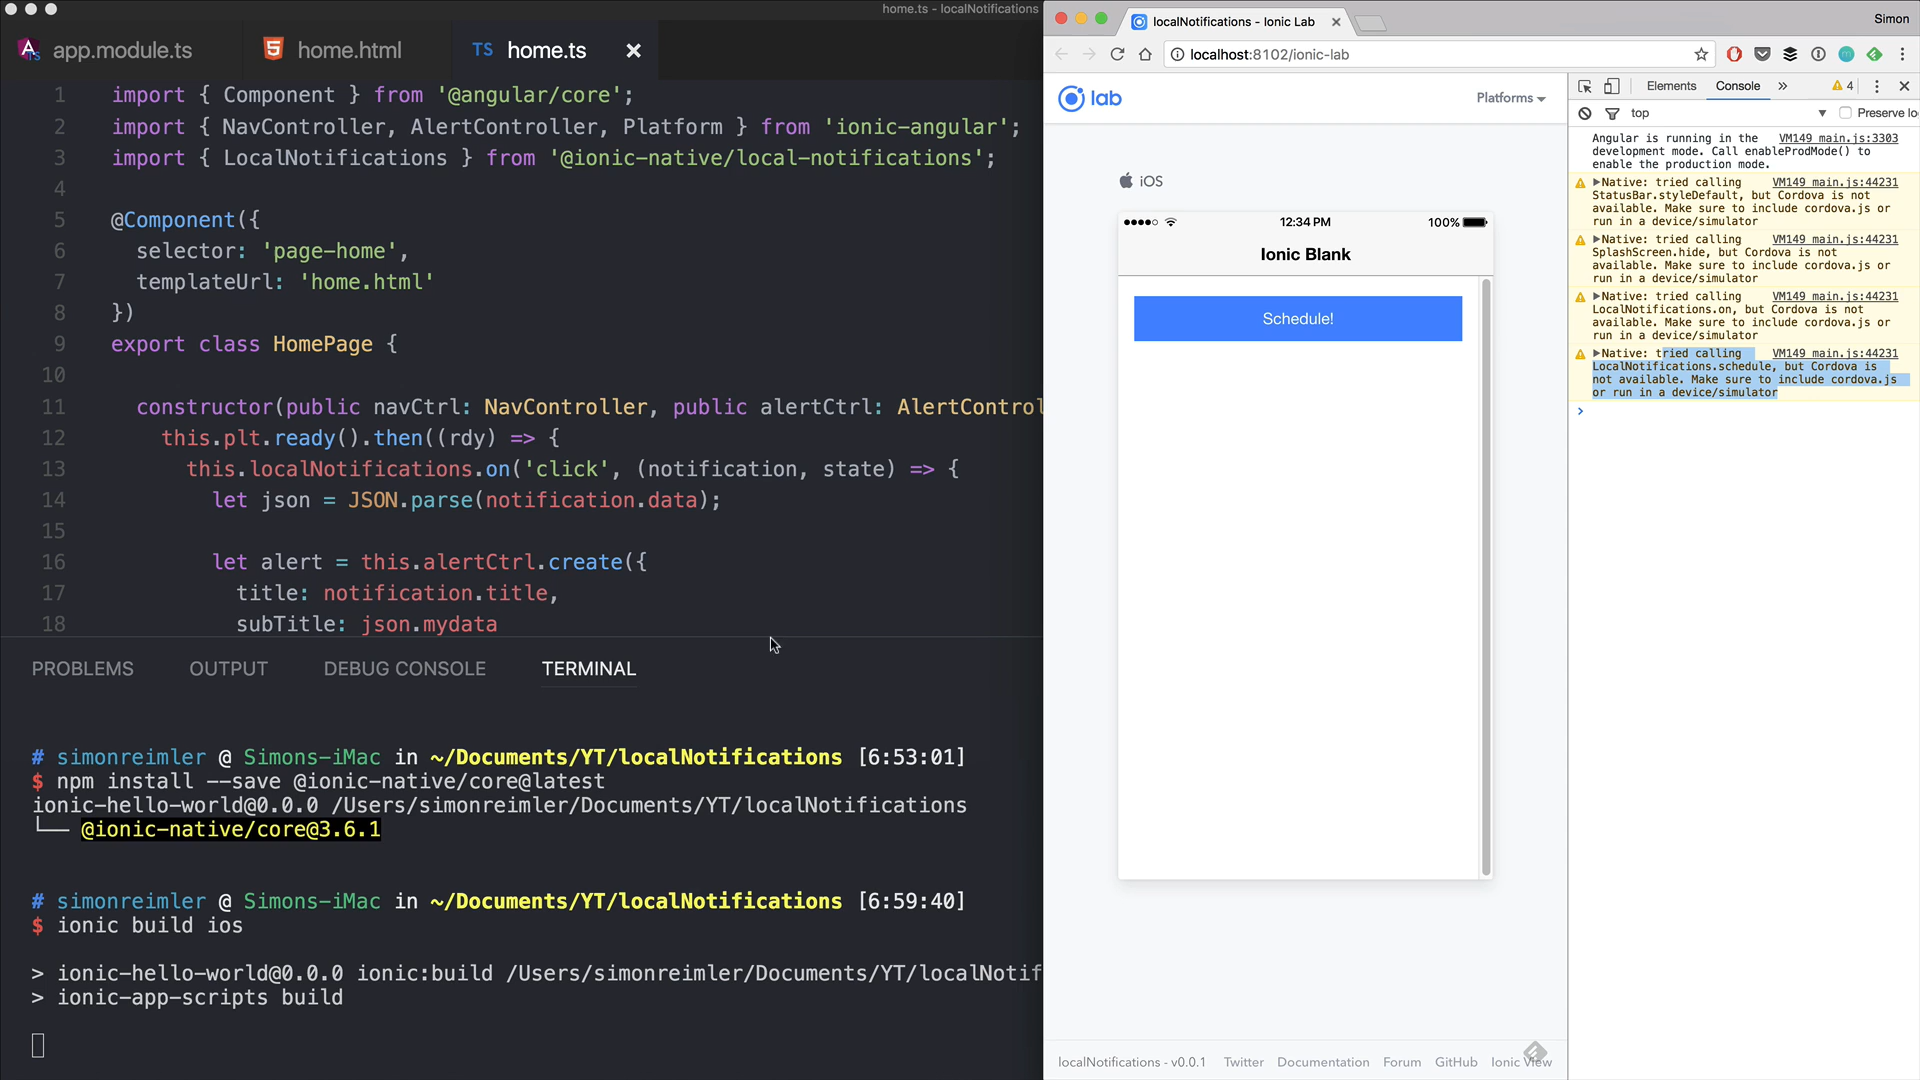 home.ts - localNotifications
app.module.ts
home.html
TS home.ts
1 import { Component } from '@angular/core';
2 import { NavController, AlertController, Platform } from 'ionic-angular';
3 import { LocalNotifications } from '@ionic-native/local-notifications';
4
5 @Component({
6 selector: 'page-home',
7 templateUrl: 'home.html'
8 })
9 export class HomePage {
10
11 constructor(public navCtrl: NavController, public alertCtrl: AlertControl
12 this.plt.ready().then((rdy) => {
13 this.localNotifications.on('click', (notification, state) => {
14 let json = JSON.parse(notification.data);
15
16 let alert = this.alertCtrl.create({
17 title: notification.title,
18 subTitle: json.mydata
PROBLEMS OUTPUT DEBUG CONSOLE TERMINAL
# simonreimler @ Simons-iMac in ~/Documents/YT/localNotifications [6:53:01]
$ npm install --save @ionic-native/core@latest
ionic-hello-world@0.0.0 /Users/simonreimler/Documents/YT/localNotifications
└── @ionic-native/core@3.6.1
# simonreimler @ Simons-iMac in ~/Documents/YT/localNotifications [6:59:40]
$ ionic build ios
> ionic-hello-world@0.0.0 ionic:build /Users/simonreimler/Documents/YT/localNotif
> ionic-app-scripts build
localNotifications - Ionic Lab
Simon
localhost:8102/ionic-lab
lab
Platforms
iOS
12:34 PM
100%
Ionic Blank
Schedule!
localNotifications - v0.0.1 Twitter Documentation Forum GitHub Ionic View
Elements Console » 4
top Preserve lo
Angular is running in the VM149 main.js:3303
development mode. Call enableProdMode() to
enable the production mode.
Native: tried calling VM149 main.js:44231
StatusBar.styleDefault, but Cordova is not
available. Make sure to include cordova.js or
run in a device/simulator
Native: tried calling VM149 main.js:44231
SplashScreen.hide, but Cordova is not
available. Make sure to include cordova.js or
run in a device/simulator
Native: tried calling VM149 main.js:44231
LocalNotifications.on, but Cordova is not
available. Make sure to include cordova.js or
run in a device/simulator
Native: tried calling VM149 main.js:44231
LocalNotifications.schedule, but Cordova is
not available. Make sure to include cordova.js
or run in a device/simulator